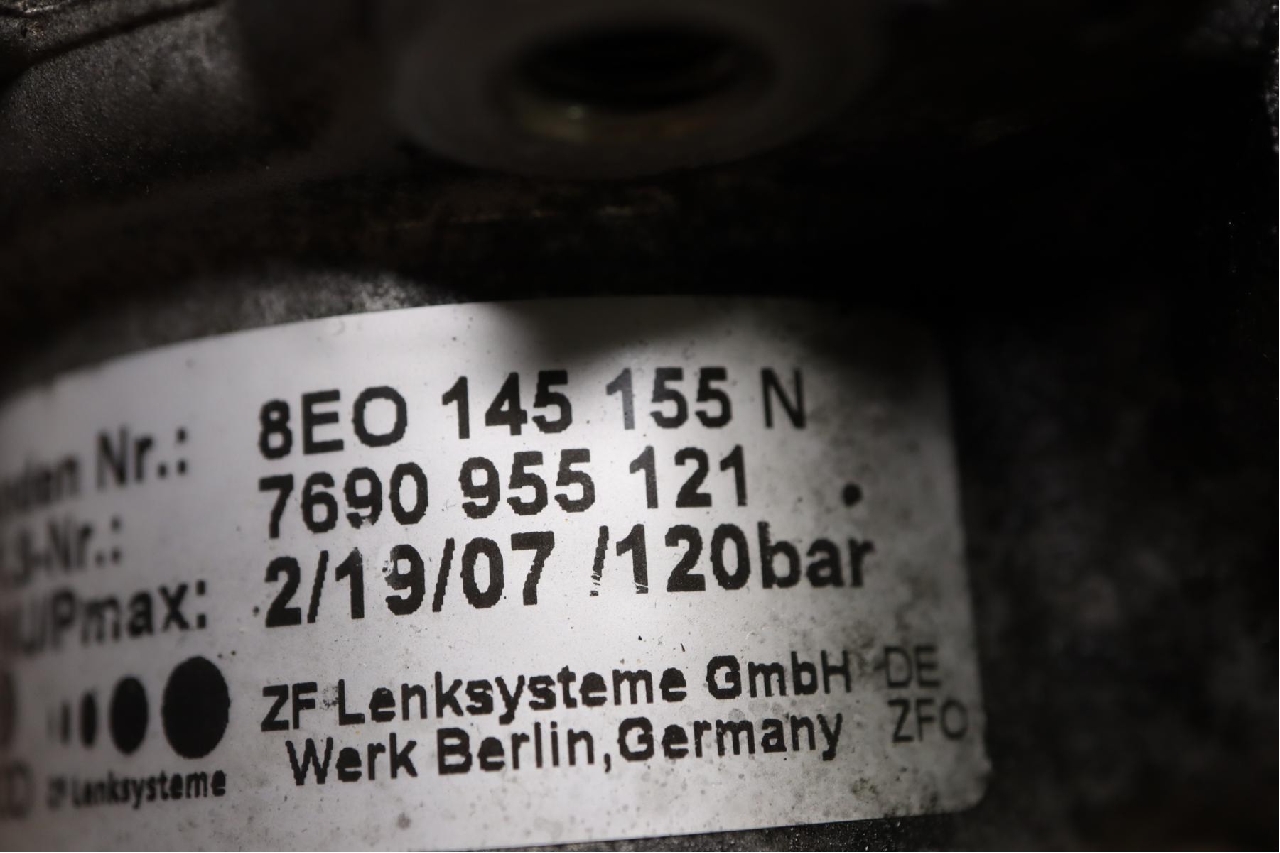 Nr.: 8EO 145 155 N
-Nr.: 7690 955 121
/Pmax: 2/19/07 /120bar
ZF Lenksysteme GmbH DE
Werk Berlin,Germany ZFO
ZF Lenksysteme